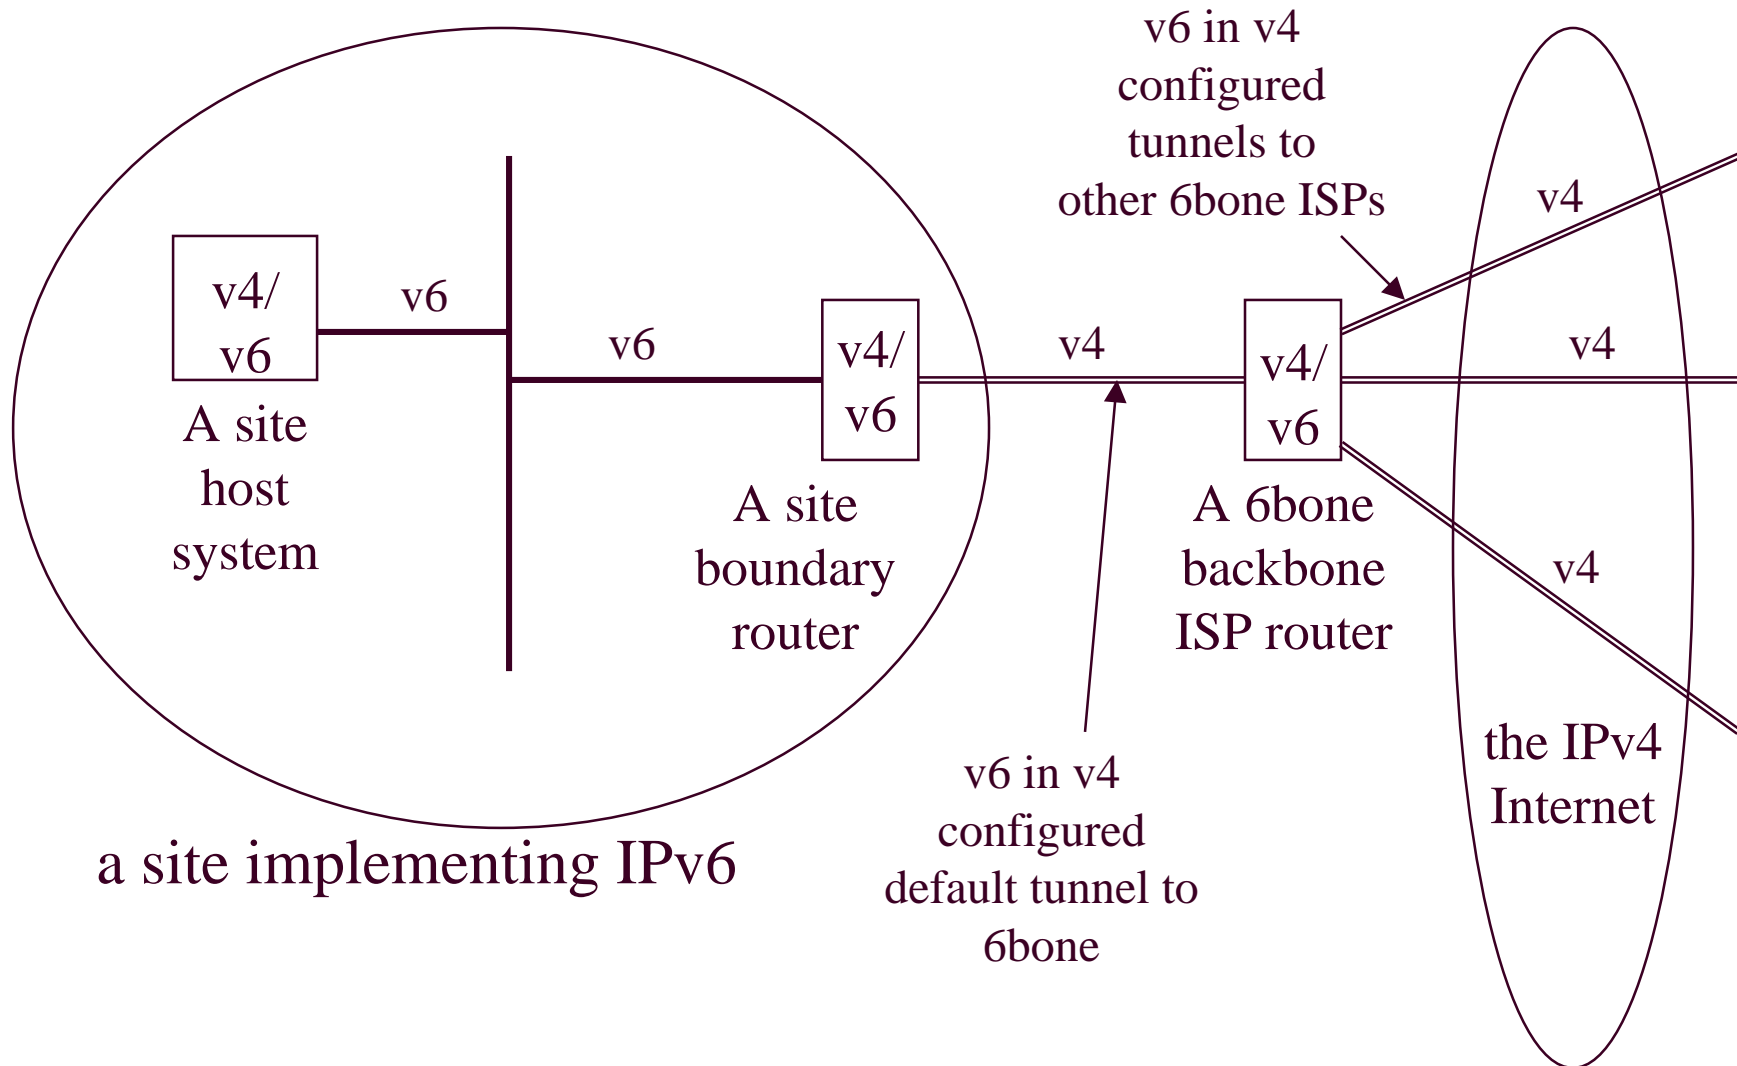 v6 in v4
configured
tunnels to
other 6bone ISPs
v4
v4/
v6
v6
v6
v4/
v6
v4
v4/
v6
v4
A site
host
system
A site
boundary
router
A 6bone
backbone
ISP router
v4
the IPv4
Internet
v6 in v4
configured
default tunnel to
6bone
a site implementing IPv6